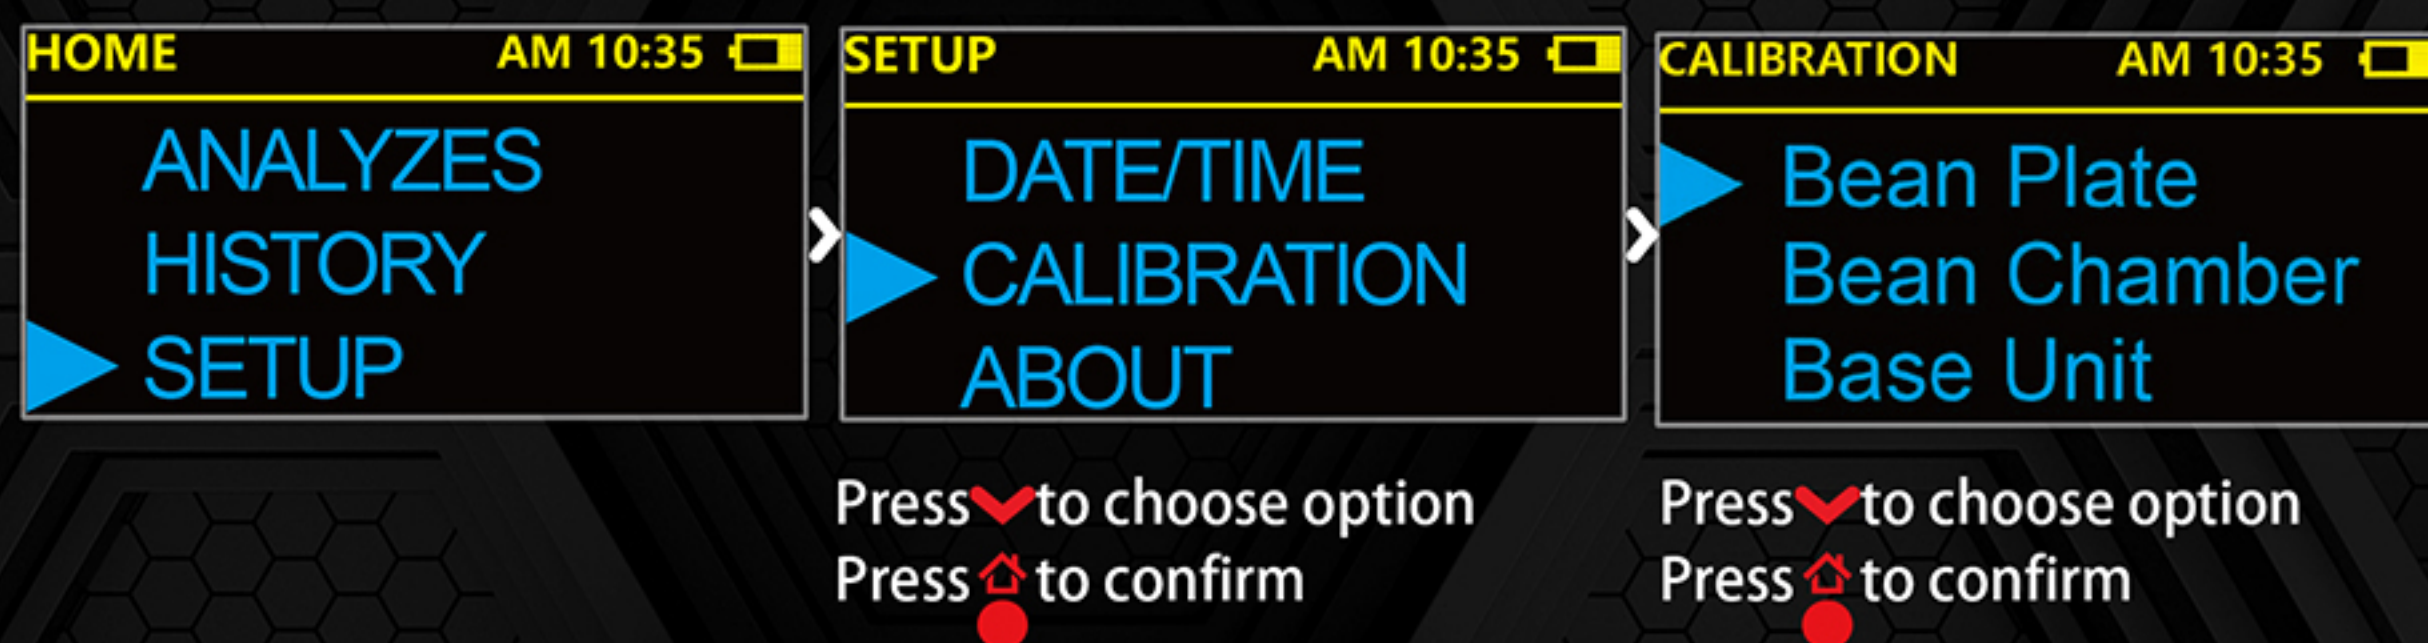 HOME AM 10:35
ANALYZES
HISTORY
SETUP
SETUP AM 10:35
DATE/TIME
CALIBRATION
ABOUT
Press to choose option
Press to confirm
CALIBRATION AM 10:35
Bean Plate
Bean Chamber
Base Unit
Press to choose option
Press to confirm